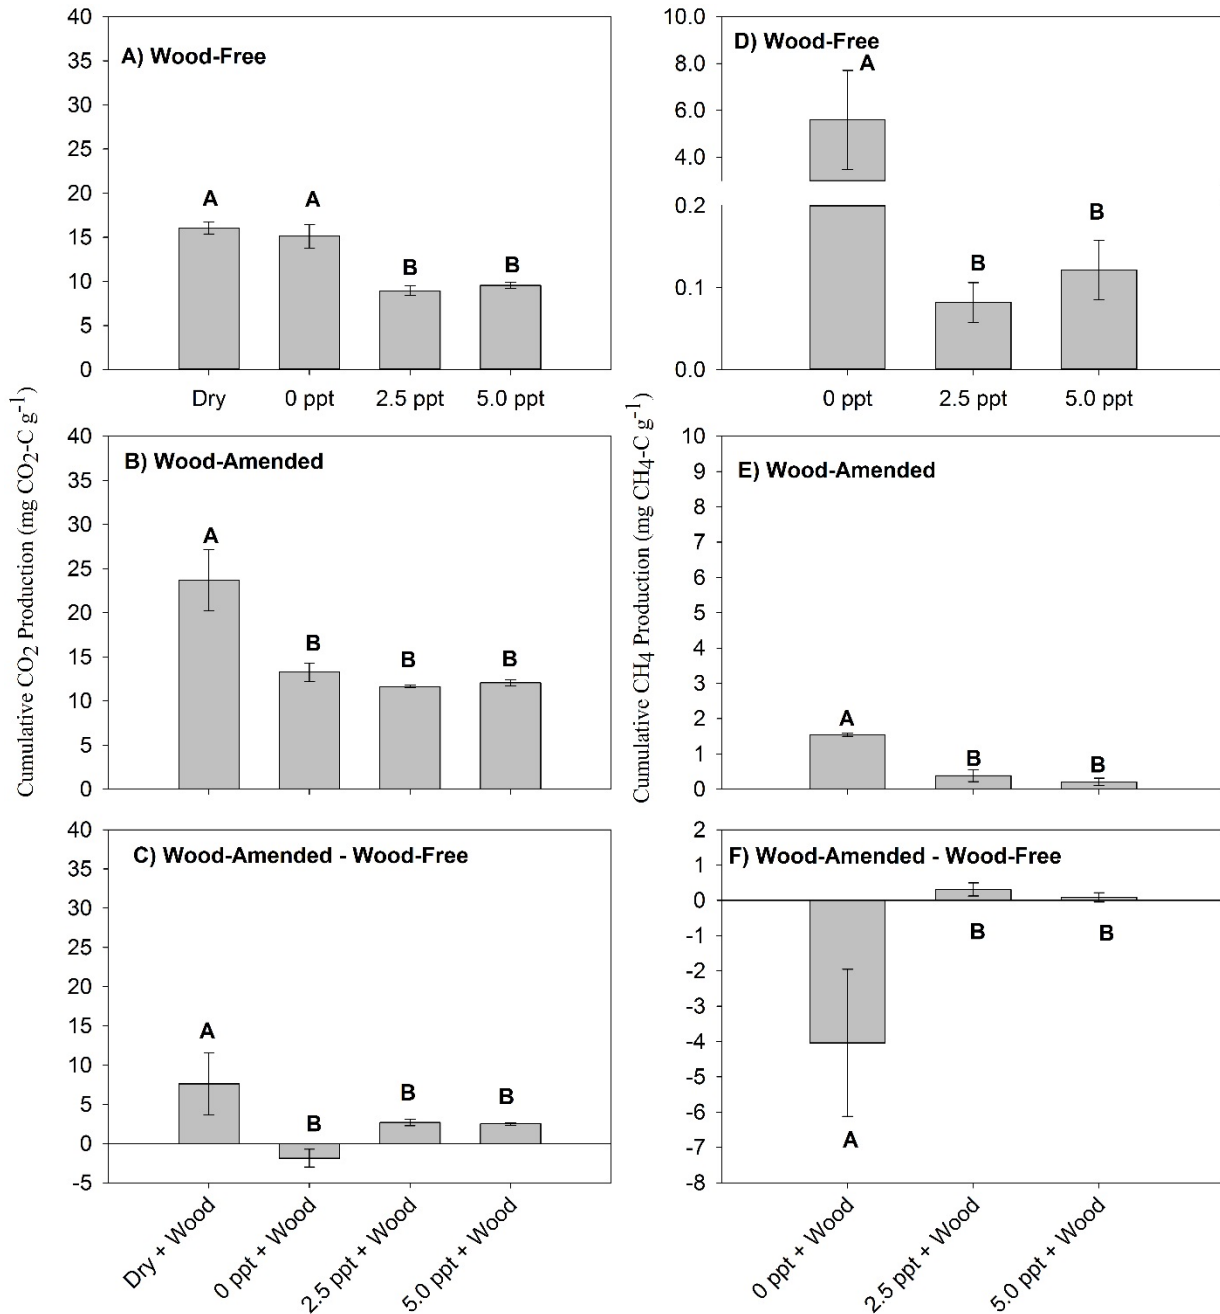 Cumulative CO2 Production (mg CO2-C g-1)
A) Wood-Free
40
35
30
25
20
15
10
5
0
A
A
B
B
Dry 0 ppt 2.5 ppt 5.0 ppt
B) Wood-Amended
40
35
30
25
20
15
10
5
0
A
B
B
B
C) Wood-Amended - Wood-Free
40
35
30
25
20
15
10
5
0
-5
A
B
B
B
Dry + Wood
0 ppt + Wood
2.5 ppt + Wood
5.0 ppt + Wood
Cumulative CH4 Production (mg CH4-C g-1)
D) Wood-Free
10.0
8.0
6.0
4.0
0.2
0.1
0.0
A
B
B
0 ppt 2.5 ppt 5.0 ppt
E) Wood-Amended
10
9
8
7
6
5
4
3
2
1
0
A
B
B
F) Wood-Amended - Wood-Free
2
1
0
-1
-2
-3
-4
-5
-6
-7
-8
A
B
B
0 ppt + Wood
2.5 ppt + Wood
5.0 ppt + Wood